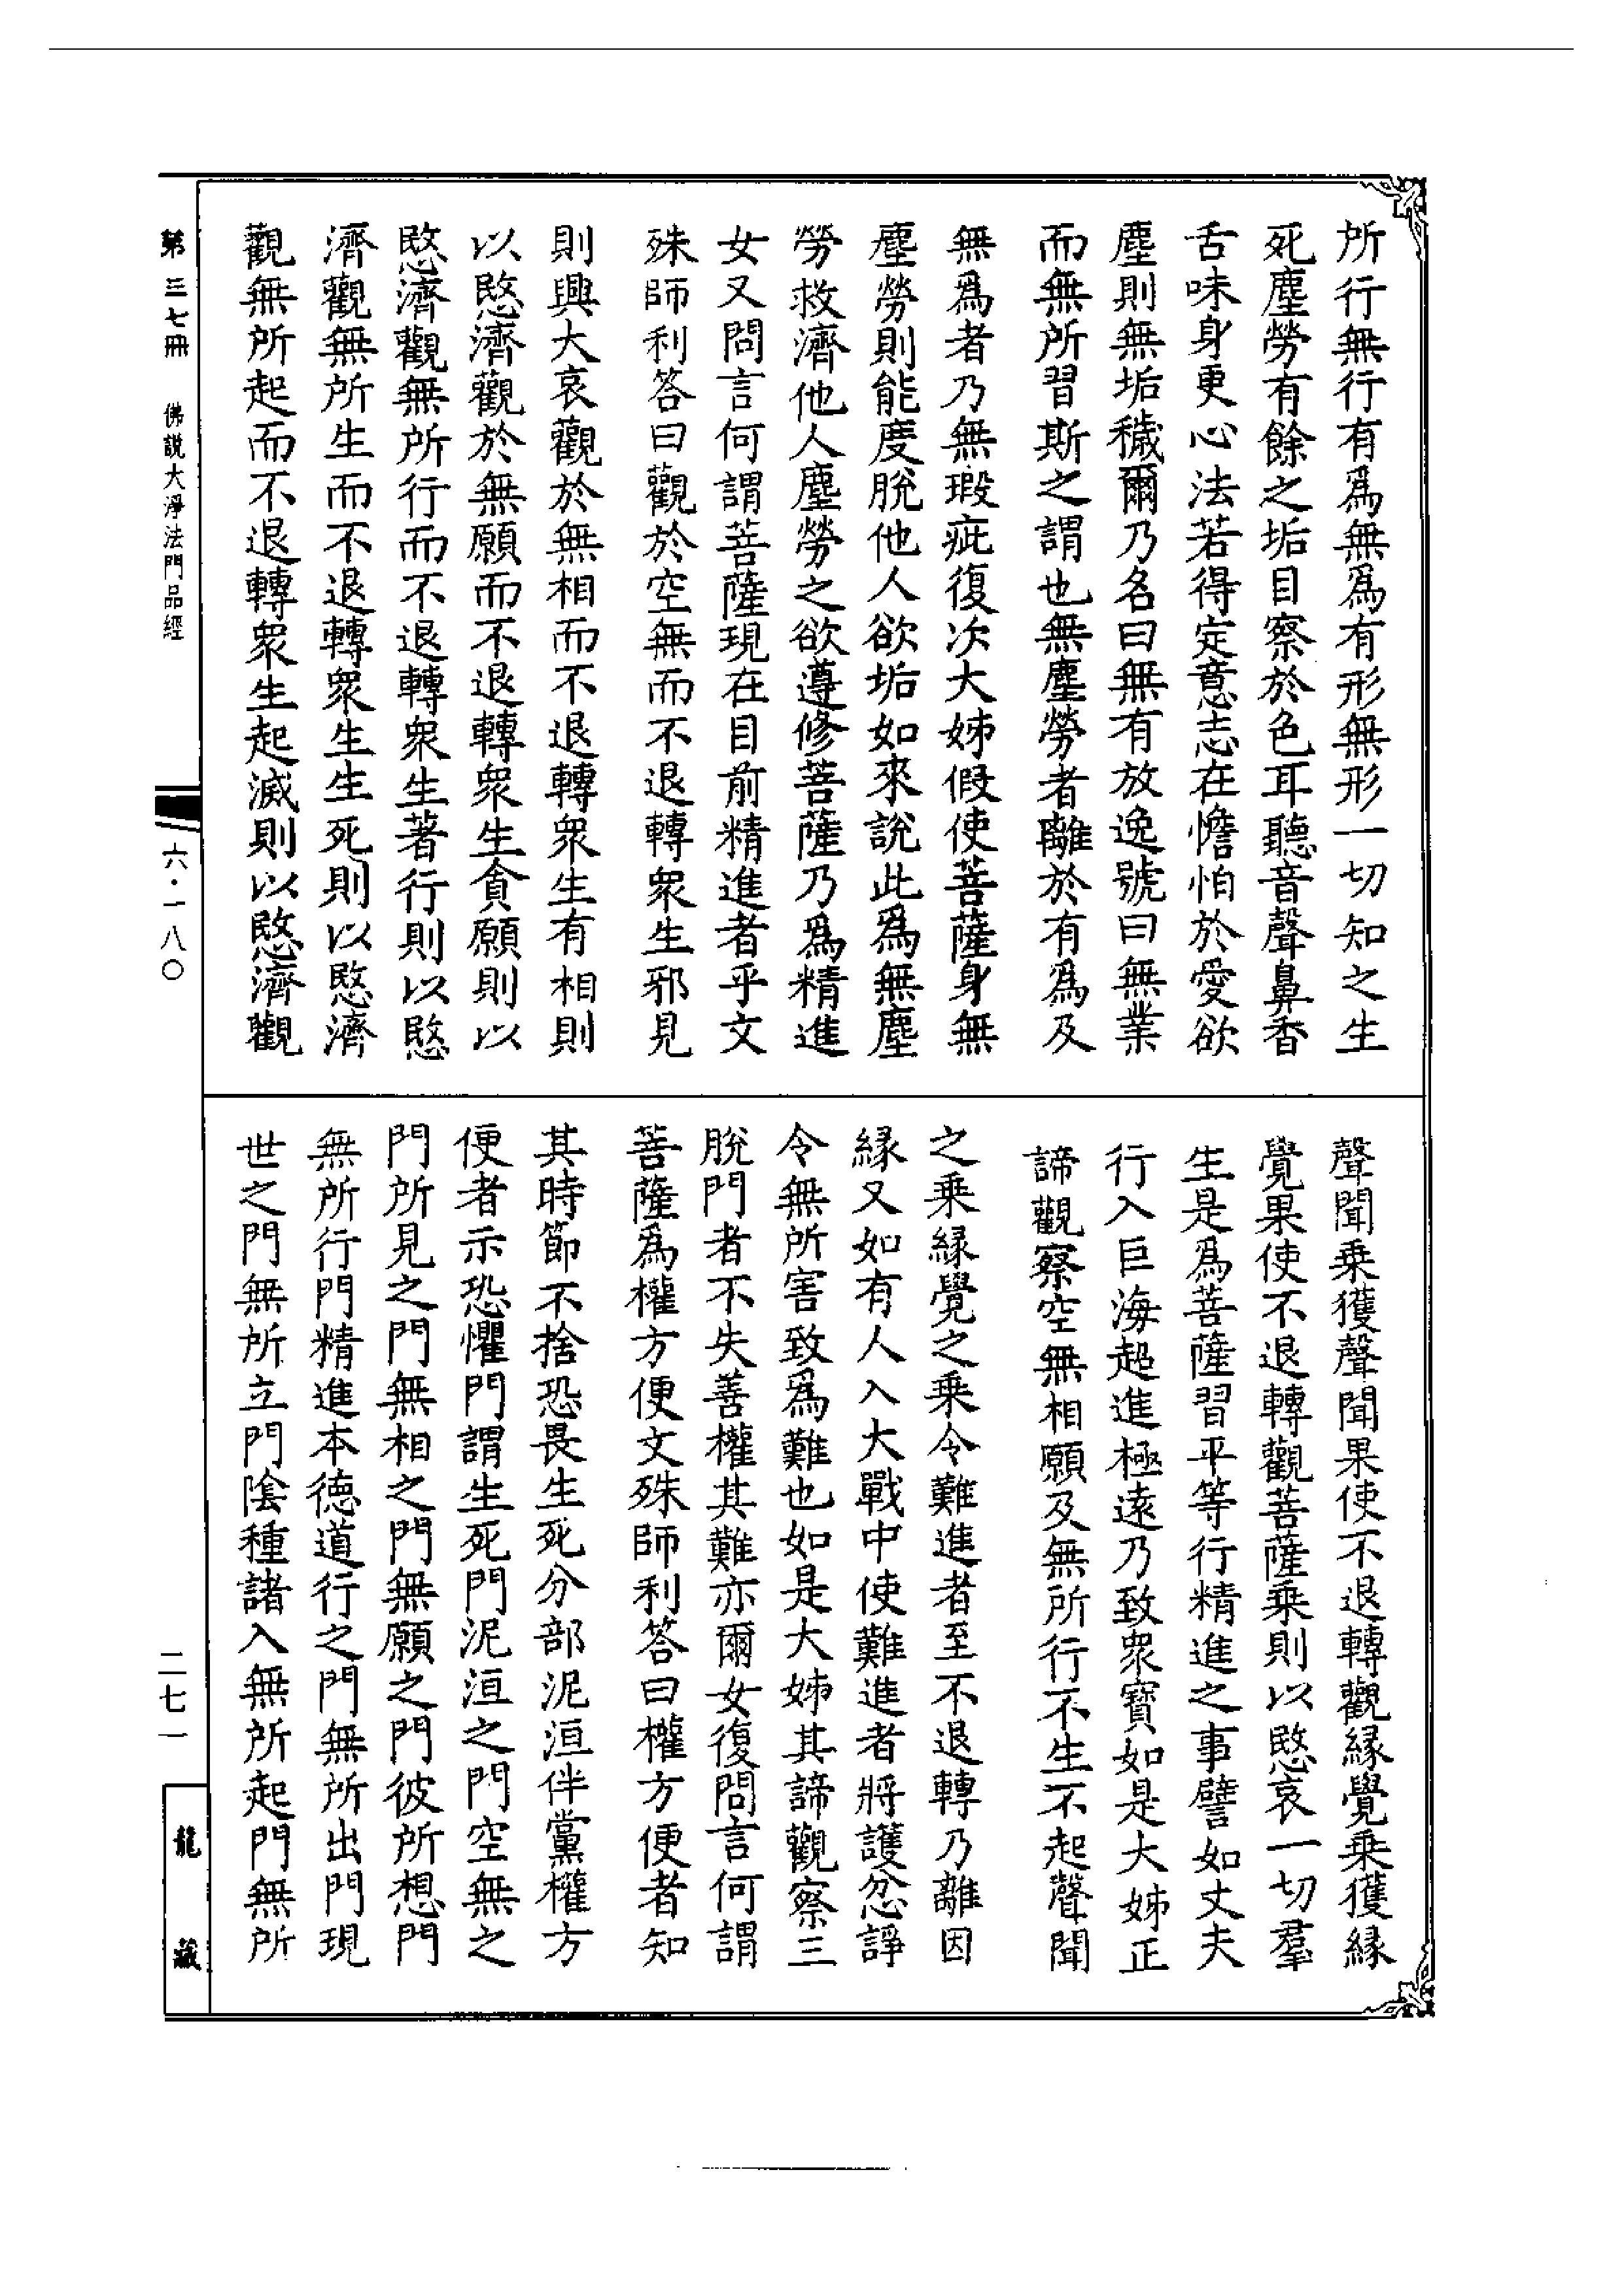 所行無行有爲無爲有形無形一切知之生
死塵勞有餘之垢目察於色耳聽音聲鼻香
舌味身更心法若得定意志在憺怕於愛欲
塵則無垢穢爾乃名曰無有放逸號曰無業
而無所習斯之謂也無塵勞者離於有爲及
無爲者乃無瑕疵復次大姊假使菩薩身無
塵勞則能度脫他人欲垢如來說此爲無塵
勞救濟他人塵勞之欲遵修菩薩乃爲精進
女又問言何謂菩薩現在目前精進者乎文
殊師利答曰觀於空無而不退轉衆生邪見
則興大哀觀於無相而不退轉衆生有相則
以愍濟觀於無願而不退轉衆生貪願則以
愍濟觀無所行而不退轉衆生著行則以愍
濟觀無所生而不退轉衆生生死則以愍濟
觀無所起而不退轉衆生起滅則以愍濟觀
聲聞乘獲聲聞果使不退轉觀緣覺乘獲緣
覺果使不退轉觀菩薩乘則以愍哀一切羣
生是爲菩薩習平等行精進之事譬如丈夫
行入巨海超進極遠乃致衆寶如是大姊正
諦觀察空無相願及無所行不生不起聲聞
之乘緣覺之乘令難進者至不退轉乃離因
緣又如有人入大戰中使難進者將護忿諍
令無所害致爲難也如是大姊其諦觀察三
脫門者不失善權其難亦爾女復問言何謂
菩薩爲權方便文殊師利答曰權方便者知
其時節不捨恐畏生死分部泥洹伴黨權方
便者示恐懼門謂生死門泥洹之門空無之
門所見之門無相之門無願之門彼所想門
無所行門精進本德道行之門無所出門現
世之門無所立門陰種諸入無所起門無所
第三七冊 佛説大淨法門品經
六·一八〇
二七一
龍藏